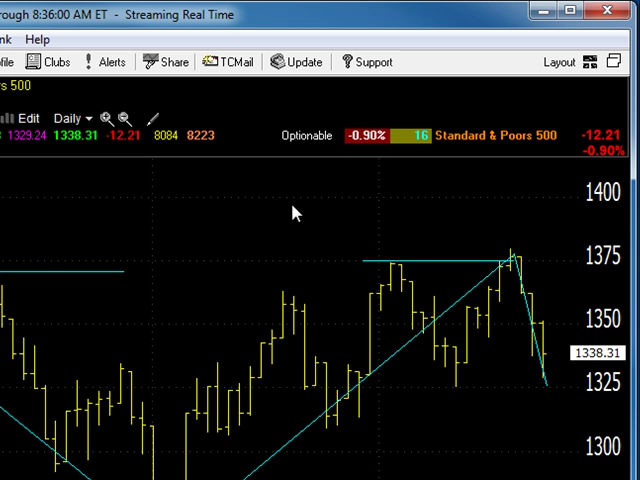 rough 8:36:00 AM ET - Streaming Real Time
nk Help
file Clubs Alerts Share TCMail Update Support Layout
rs 500
Edit Daily
1329.24 1338.31 -12.21 8084 8223 Optionable -0.90% 16 Standard & Poors 500 -12.21
-0.90%
1400
1375
1350
1338.31
1325
1300